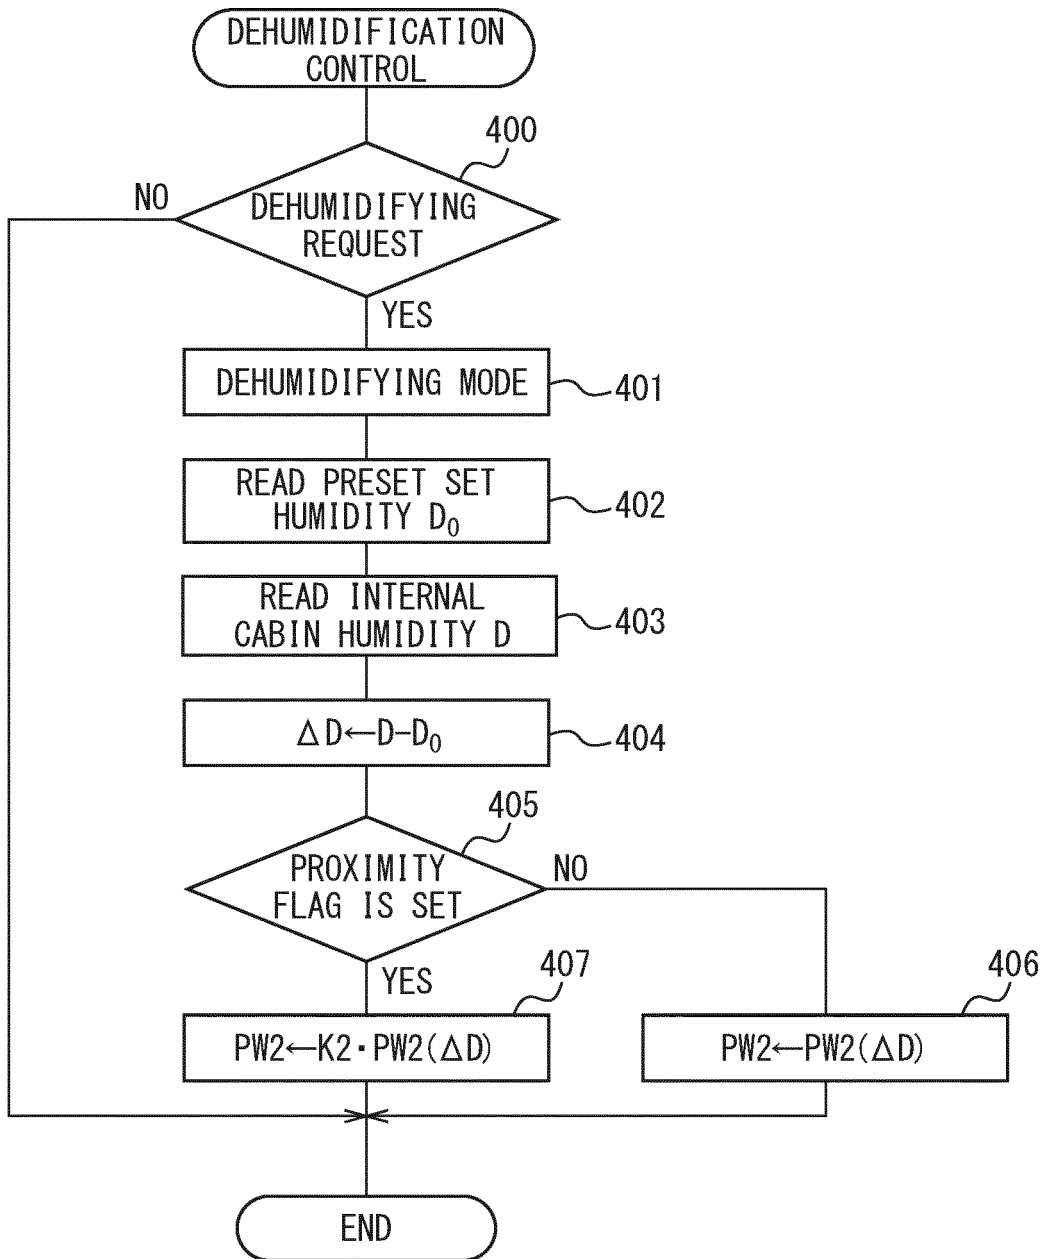 DEHUMIDIFICATION
CONTROL
400
NO
DEHUMIDIFYING
REQUEST
YES
DEHUMIDIFYING MODE
401
READ PRESET SET
HUMIDITY D₀
402
READ INTERNAL
CABIN HUMIDITY D
403
ΔD←D-D₀
404
405
PROXIMITY
FLAG IS SET
NO
YES
407
406
PW2←K2・PW2(ΔD)
PW2←PW2(ΔD)
END